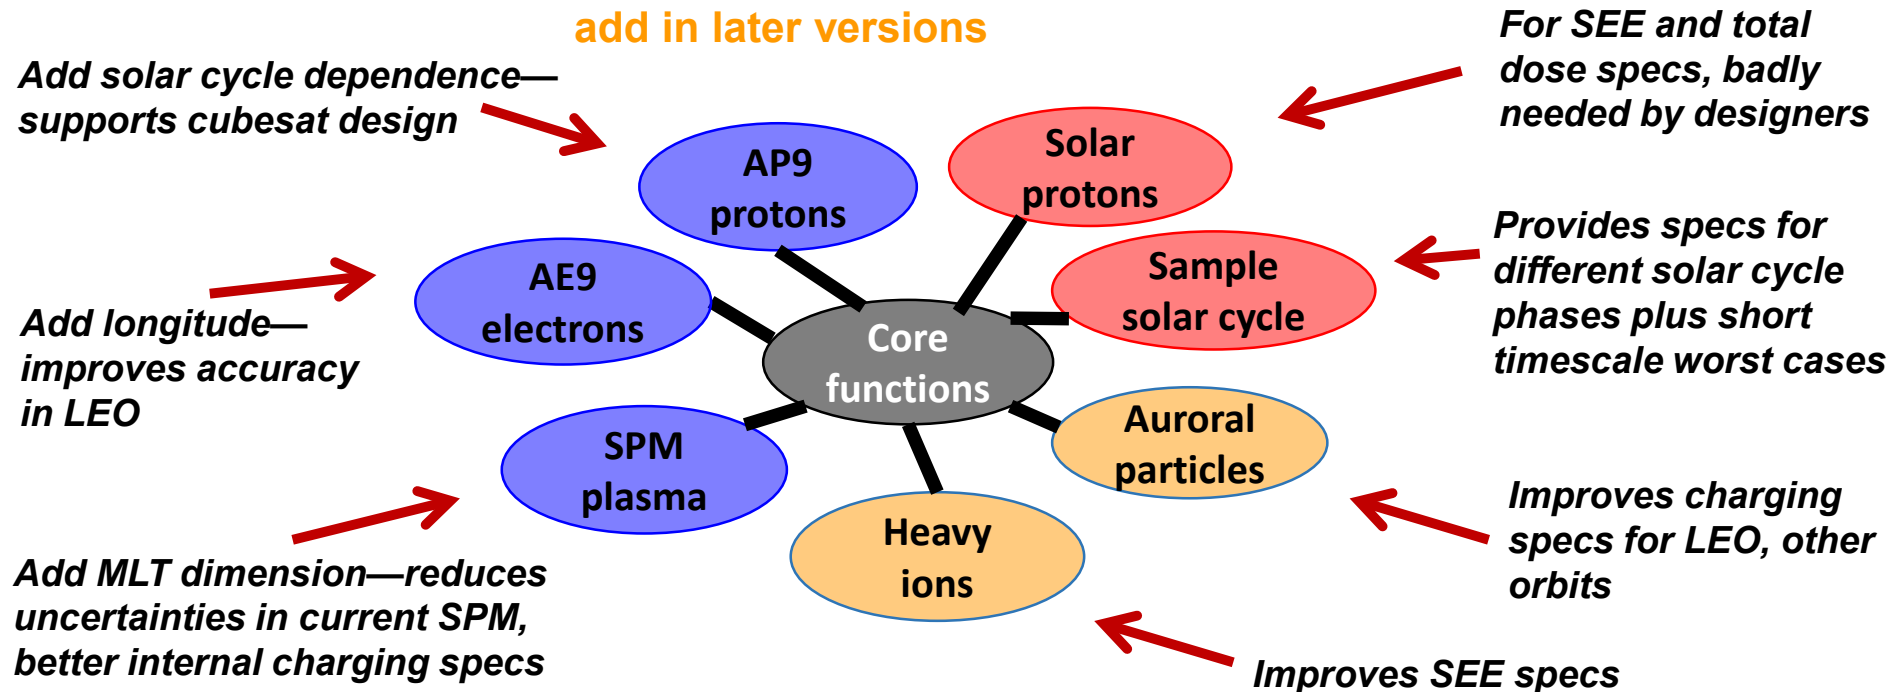 add in later versions
Add solar cycle dependence—
supports cubesat design
For SEE and total
dose specs, badly
needed by designers
AP9
protons
Solar
protons
AE9
electrons
Sample
solar cycle
Provides specs for
different solar cycle
phases plus short
timescale worst cases
Add longitude—
improves accuracy
in LEO
Core
functions
SPM
plasma
Auroral
particles
Heavy
ions
Improves charging
specs for LEO, other
orbits
Add MLT dimension—reduces
uncertainties in current SPM,
better internal charging specs
Improves SEE specs